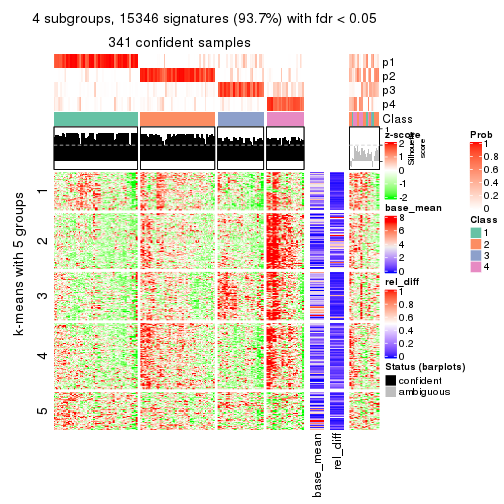 4 subgroups, 15346 signatures (93.7%) with fdr < 0.05
341 confident samples
p1
p2
p3
p4
Class
1
Silhouette
score
k-means with 5 groups
1
2
3
4
5
base_mean
rel_diff
z-score
2
1
0
-1
-2
base_mean
8
6
4
2
0
rel_diff
1
0.8
0.6
0.4
0.2
0
Status (barplots)
confident
ambiguous
Prob
1
0.8
0.6
0.4
0.2
0
Class
1
2
3
4